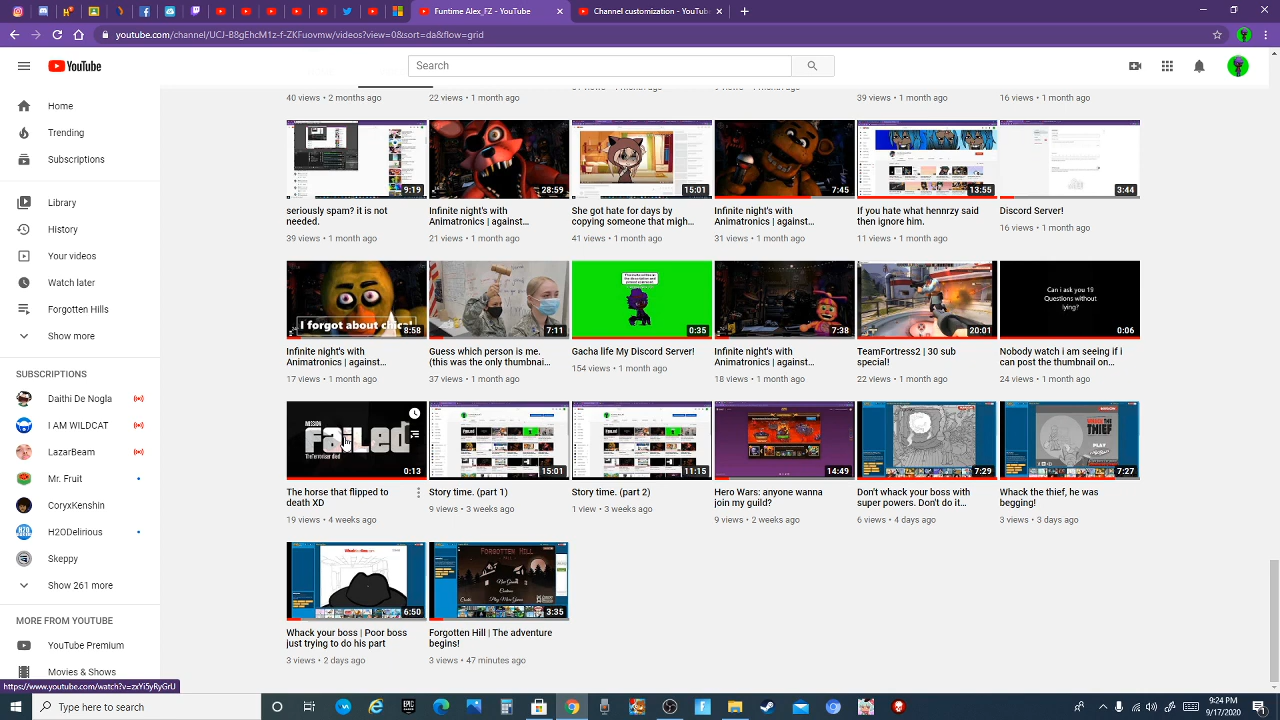 Funtime Alex_FZ - YouTube
Channel customization - YouTube
youtube.com/channel/UCJ-B8gEhcM1z-f-ZKFuovmw/videos?view=0&sort=da&flow=grid
YouTube
Search
Home
Trending
Subscriptions
Library
History
Your videos
Watch later
Forgotten Hills
Show more
SUBSCRIPTIONS
Daithi De Nogla
I AM WILDCAT
LazarBeam
Mr. Fruit
CoryxKenshin
H2ODelirious
Skeppy
Show 261 more
MORE FROM YOUTUBE
YouTube Premium
Movies & Shows
https://www.youtube.com/watch?v=zxYi5yRyGrU
40 views • 2 months ago
22 views • 1 month ago
39 views • 1 month ago
16 views • 1 month ago
9:19
seriously spam? it is not needed.
39 views • 1 month ago
28:59
Infinite night's with Animatronics | against...
21 views • 1 month ago
15:01
She got hate for days by copying someone that migh...
41 views • 1 month ago
7:45
Infinite night's with Animatronics | against...
31 views • 1 month ago
13:55
If you hate what hennrzy said then ignore him.
11 views • 1 month ago
3:44
Discord Server!
16 views • 1 month ago
I forgot about chica!
8:58
Infinite night's with Animatronics | against...
17 views • 1 month ago
7:11
Guess which person is me. (this was the only thumbnai...
37 views • 1 month ago
0:35
Gacha life My Discord Server!
154 views • 1 month ago
7:38
Infinite night's with Animatronics | against...
18 views • 1 month ago
20:01
TeamFortress2 | 30 sub special!
22 views • 1 month ago
Can i ask you 19
Questions without
lying?
0:06
Nobody watch i am seeing if i can post the thumbnail on...
24 views • 1 month ago
MISSION
Failed
The horse died
0:13
The horse that flipped to death XD
19 views • 4 weeks ago
15:01
Story time. (part 1)
9 views • 3 weeks ago
11:15
Story time. (part 2)
1 view • 3 weeks ago
14:49
Hero Wars: anyone wanna join my guild?
9 views • 2 weeks ago
7:29
Don't whack your boss with super powers. Don't do it...
6 views • 4 days ago
THIEF
PLAY
7:27
Whack the thief, he was begging!
3 views • 3 days ago
6:50
Whack your boss | Poor boss just trying to do his part
3 views • 2 days ago
FORGOTTEN HILL
New Game
Continue
Credits
Play More Games
3:35
Forgotten Hill | The adventure begins!
3 views • 47 minutes ago
Type here to search
9:24 PM
9/17/2020